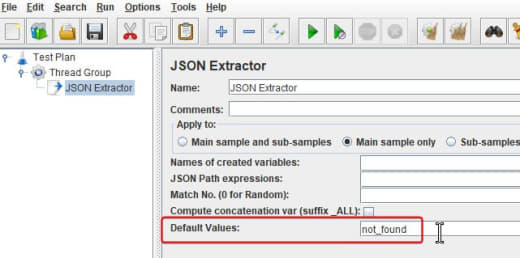 File Edit Search Run Options Tools Help
Test Plan
Thread Group
JSON Extractor
JSON Extractor
Name: JSON Extractor
Comments:
Apply to:
Main sample and sub-samples Main sample only Sub-samples
Names of created variables:
JSON Path expressions:
Match No. (0 for Random):
Compute concatenation var (suffix _ALL):
Default Values: not_found